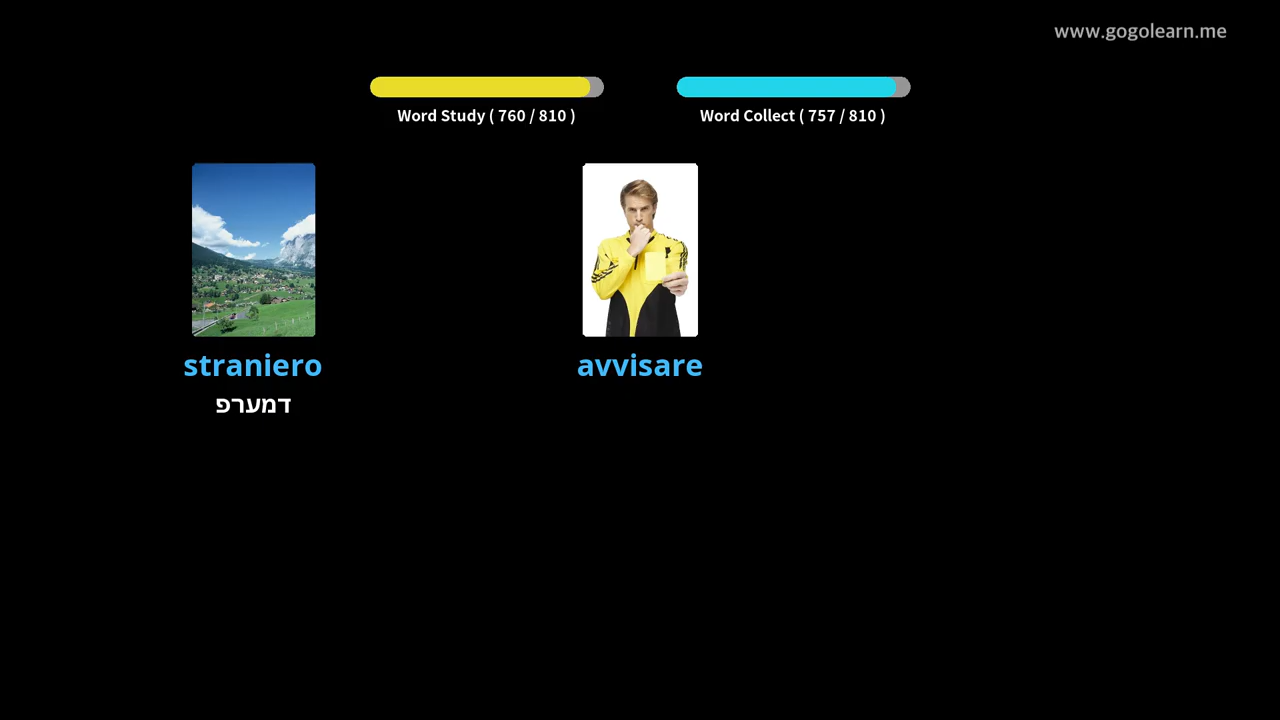 www.gogolearn.me
Word Study ( 760 / 810 )
Word Collect ( 757 / 810 )
straniero
דמערפ
avvisare